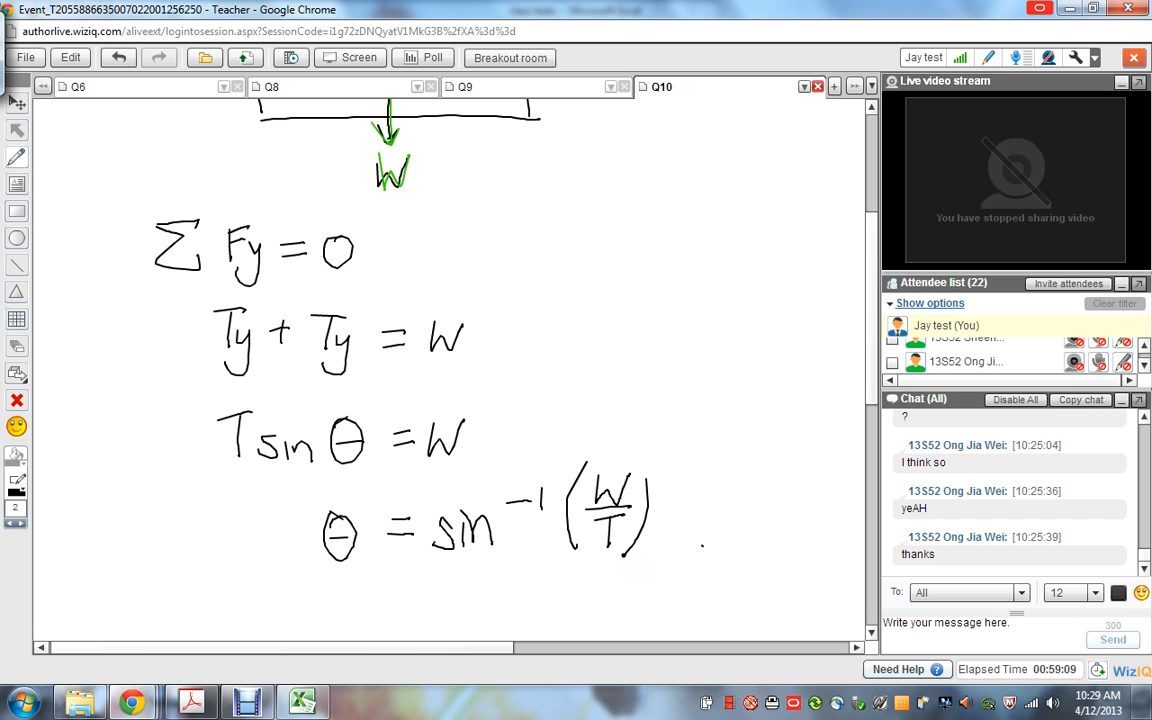 Event_T2055886635007022001256250 - Teacher - Google Chrome
authorlive.wiziq.com/aliveext/logintosession.aspx?SessionCode=i1g72zDNQyatV1MkG3B%2fXA%3d%3d
File Edit Screen Poll Breakout room Jay test
Q6 Q8 Q9 Q10
Live video stream
You have stopped sharing video
W
Σ Fy = 0
Ty + Ty = W
T sin θ = W
θ = sin⁻¹ (W/T)
Attendee list (22) Invite attendees
Show options Clear filter
Jay test (You)
13S52 Sheen...
13S52 Ong Ji...
Chat (All) Disable All Copy chat
?
13S52 Ong Jia Wei: [10:25:04]
I think so
13S52 Ong Jia Wei: [10:25:36]
yeAH
13S52 Ong Jia Wei: [10:25:39]
thanks
2
To: All 12
Write your message here.
300
Send
Need Help ? Elapsed Time 00:59:09 WizIQ
10:29 AM
4/12/2013